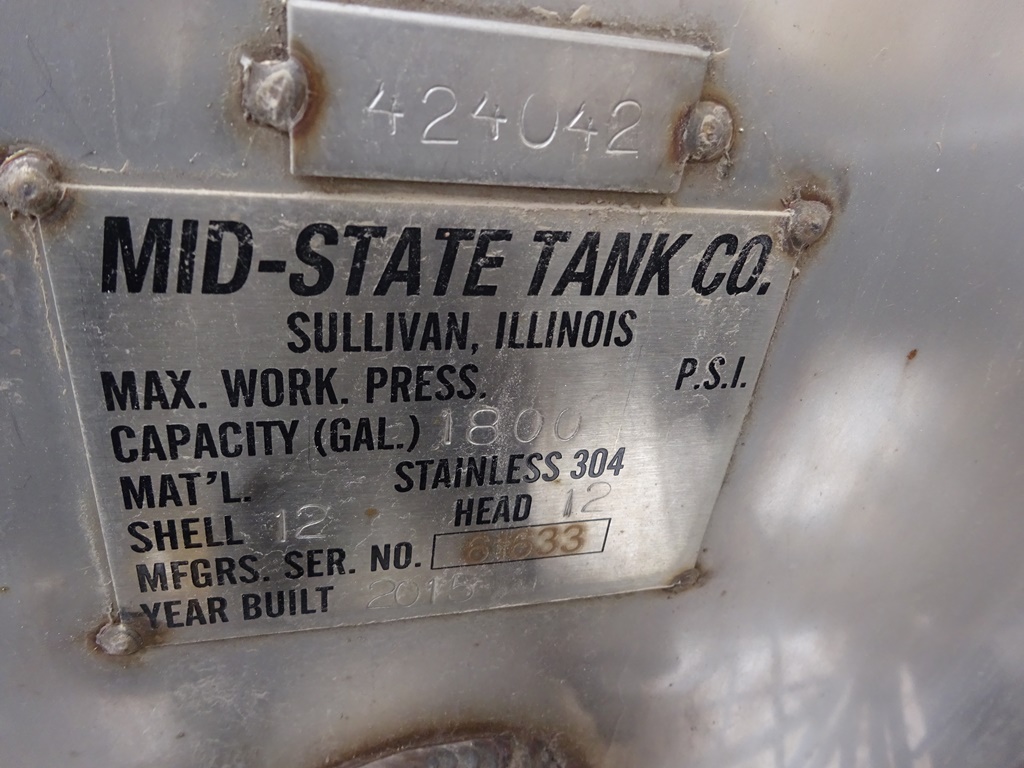 424042
MID-STATE TANK CO.
SULLIVAN, ILLINOIS
MAX. WORK. PRESS. P.S.I.
CAPACITY (GAL.) 1800
MAT'L. STAINLESS 304
SHELL 12 HEAD 12
MFGRS. SER. NO.
YEAR BUILT 2015